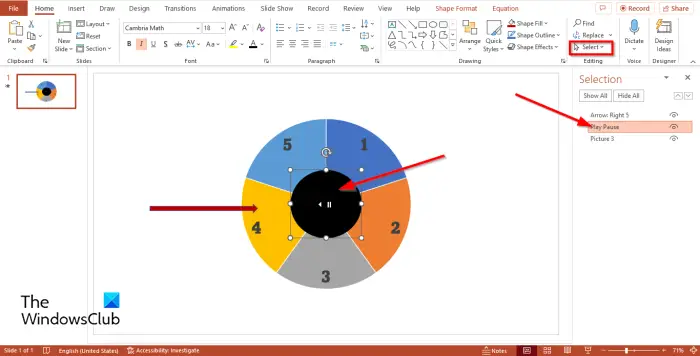 File Home Insert Draw Design Transitions Animations Slide Show Record Review View Help Shape Format Equation Record Share
Paste
New Slide
Layout
Reset
Section
Cambria Math 18
Shapes Arrange Quick Styles
Shape Fill
Shape Outline
Shape Effects
Find
Replace
Select
Dictate
Design Ideas
Clipboard Slides Font Paragraph Drawing Editing Voice Designer
1
Selection
Show All Hide All
Arrow: Right 5
Play Pause
Picture 3
5 1
4 2
3
The
WindowsClub
Slide 1 of 1 English (United States) Accessibility: Investigate Notes 71%